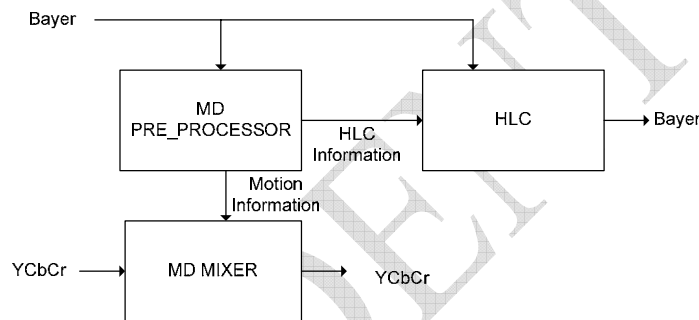 Bayer
MD
PRE_PROCESSOR
HLC
HLC
Information
Bayer
Motion
Information
YCbCr
MD MIXER
YCbCr